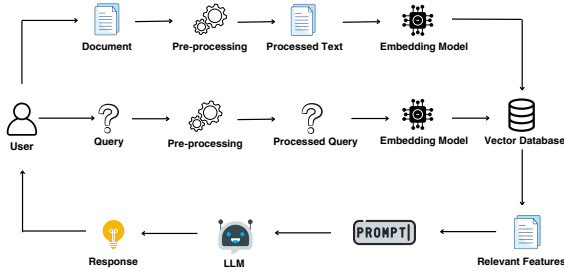 Document
Pre-processing
Processed Text
Embedding Model
User
Query
Pre-processing
Processed Query
Embedding Model
Vector Database
PROMPT
Response
LLM
Relevant Features